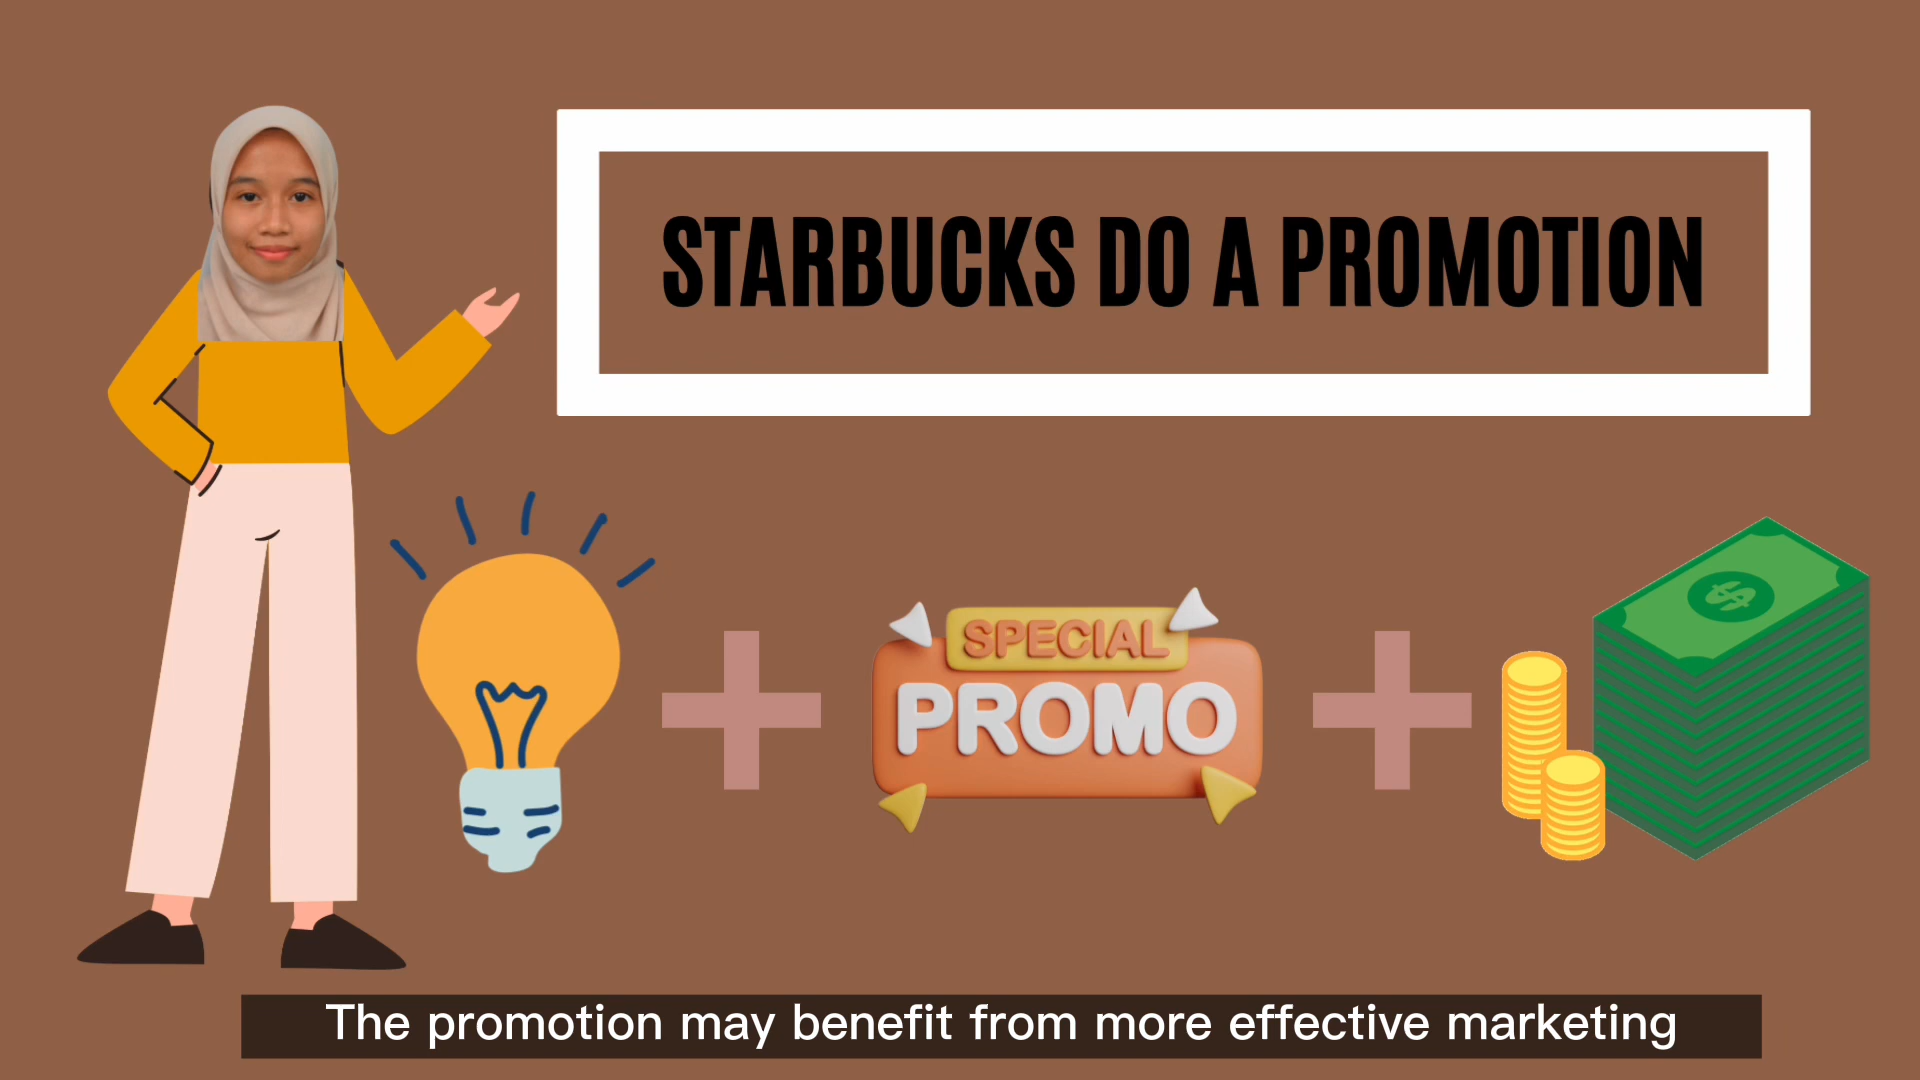 STARBUCKS DO A PROMOTION
SPECIAL
PROMO
The promotion may benefit from more effective marketing